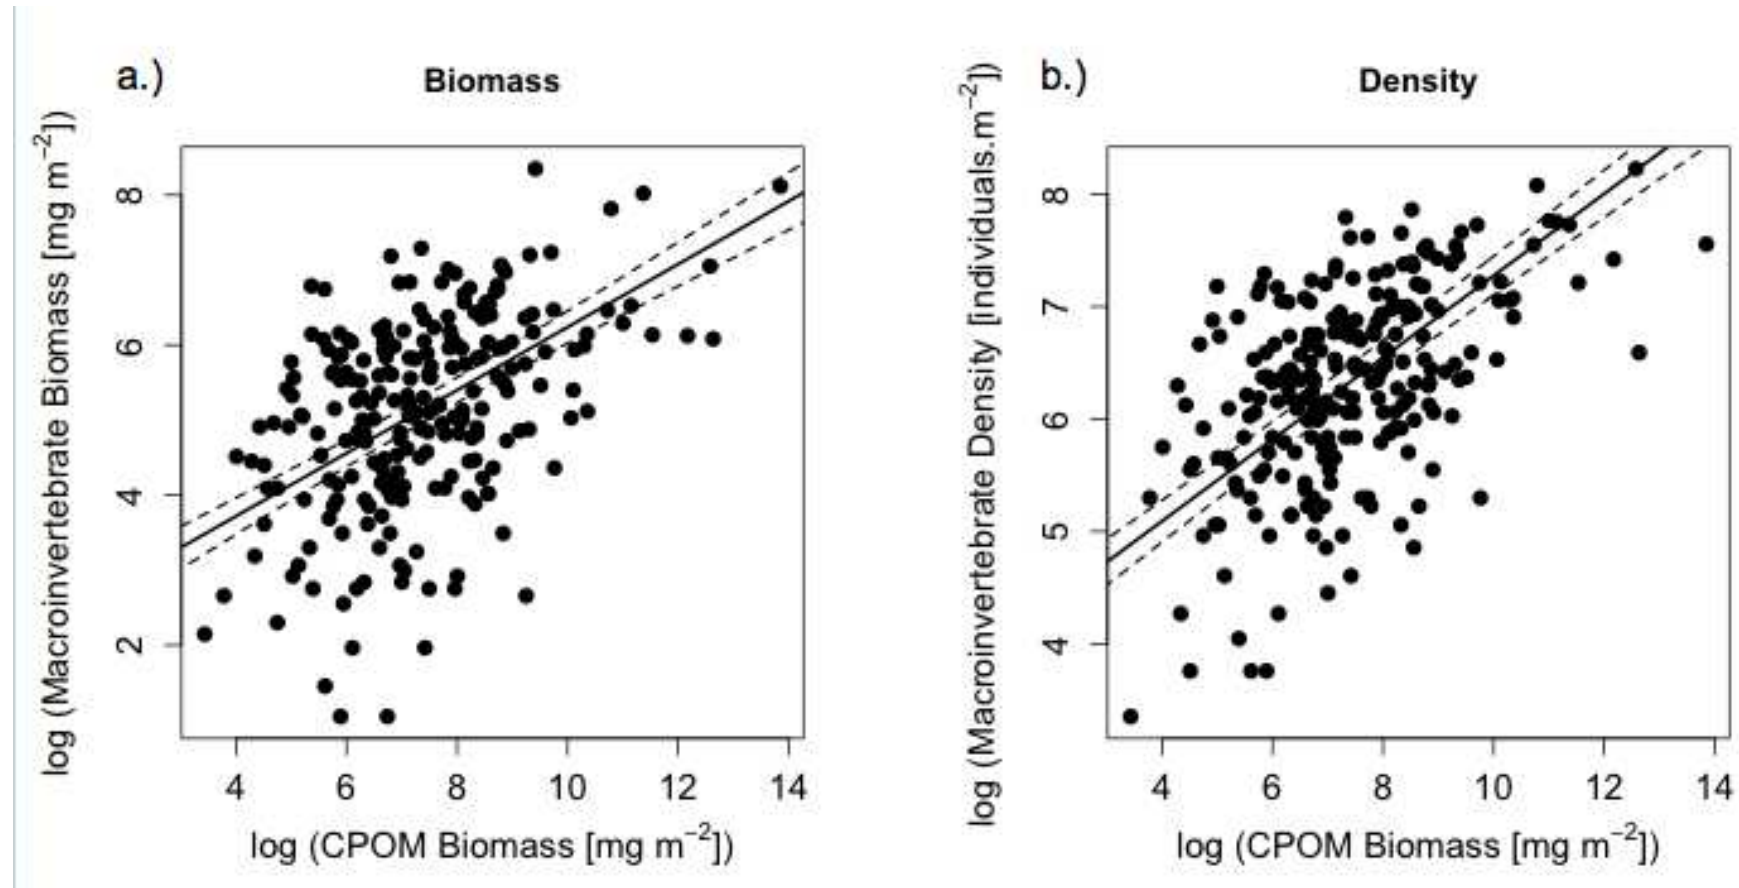 a.)
Biomass
log (Macroinvertebrate Biomass [mg m⁻²])
8
6
4
2
4 6 8 10 12 14
log (CPOM Biomass [mg m⁻²])
b.)
Density
log (Macroinvertebrate Density [individuals.m⁻²])
8
7
6
5
4
4 6 8 10 12 14
log (CPOM Biomass [mg m⁻²])